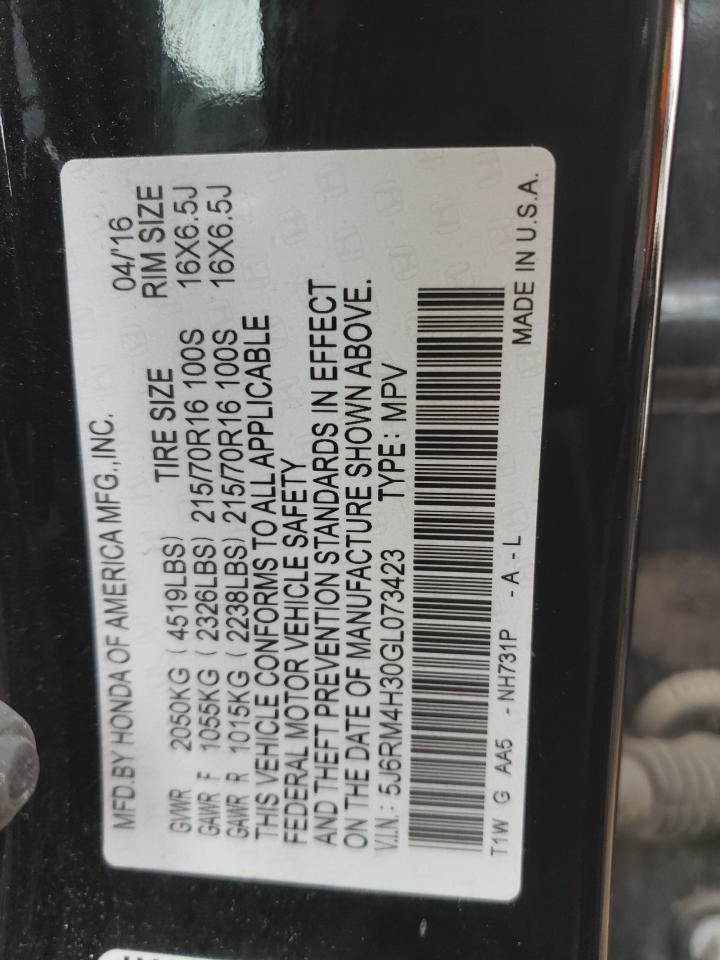 MFD.BY HONDA OF AMERICA MFG.,INC. 04/'16
TIRE SIZE RIM SIZE
GVWR 2050KG ( 4519LBS)
GAWR F 1055KG ( 2326LBS) 215/70R16 100S 16X6.5J
GAWR R 1015KG ( 2238LBS) 215/70R16 100S 16X6.5J
THIS VEHICLE CONFORMS TO ALL APPLICABLE
FEDERAL MOTOR VEHICLE SAFETY
AND THEFT PREVENTION STANDARDS IN EFFECT
ON THE DATE OF MANUFACTURE SHOWN ABOVE.
V.I.N.: 5J6RM4H30GL073423 TYPE: MPV
T1W G AA5 - NH731P - A - L MADE IN U.S.A.